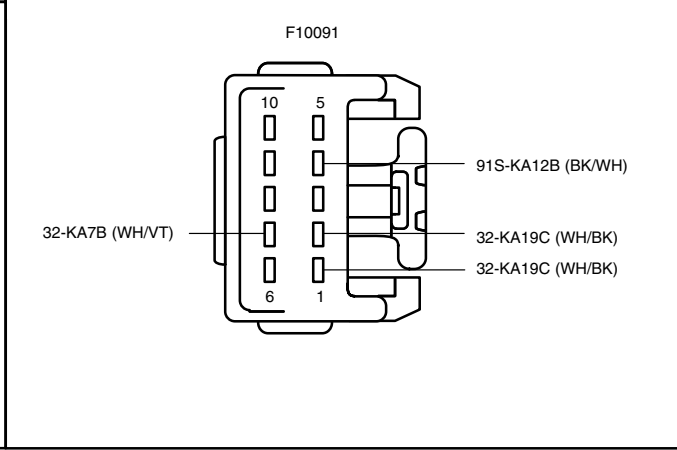 F10091
10 5
91S-KA12B (BK/WH)
32-KA7B (WH/VT)
32-KA19C (WH/BK)
32-KA19C (WH/BK)
6 1